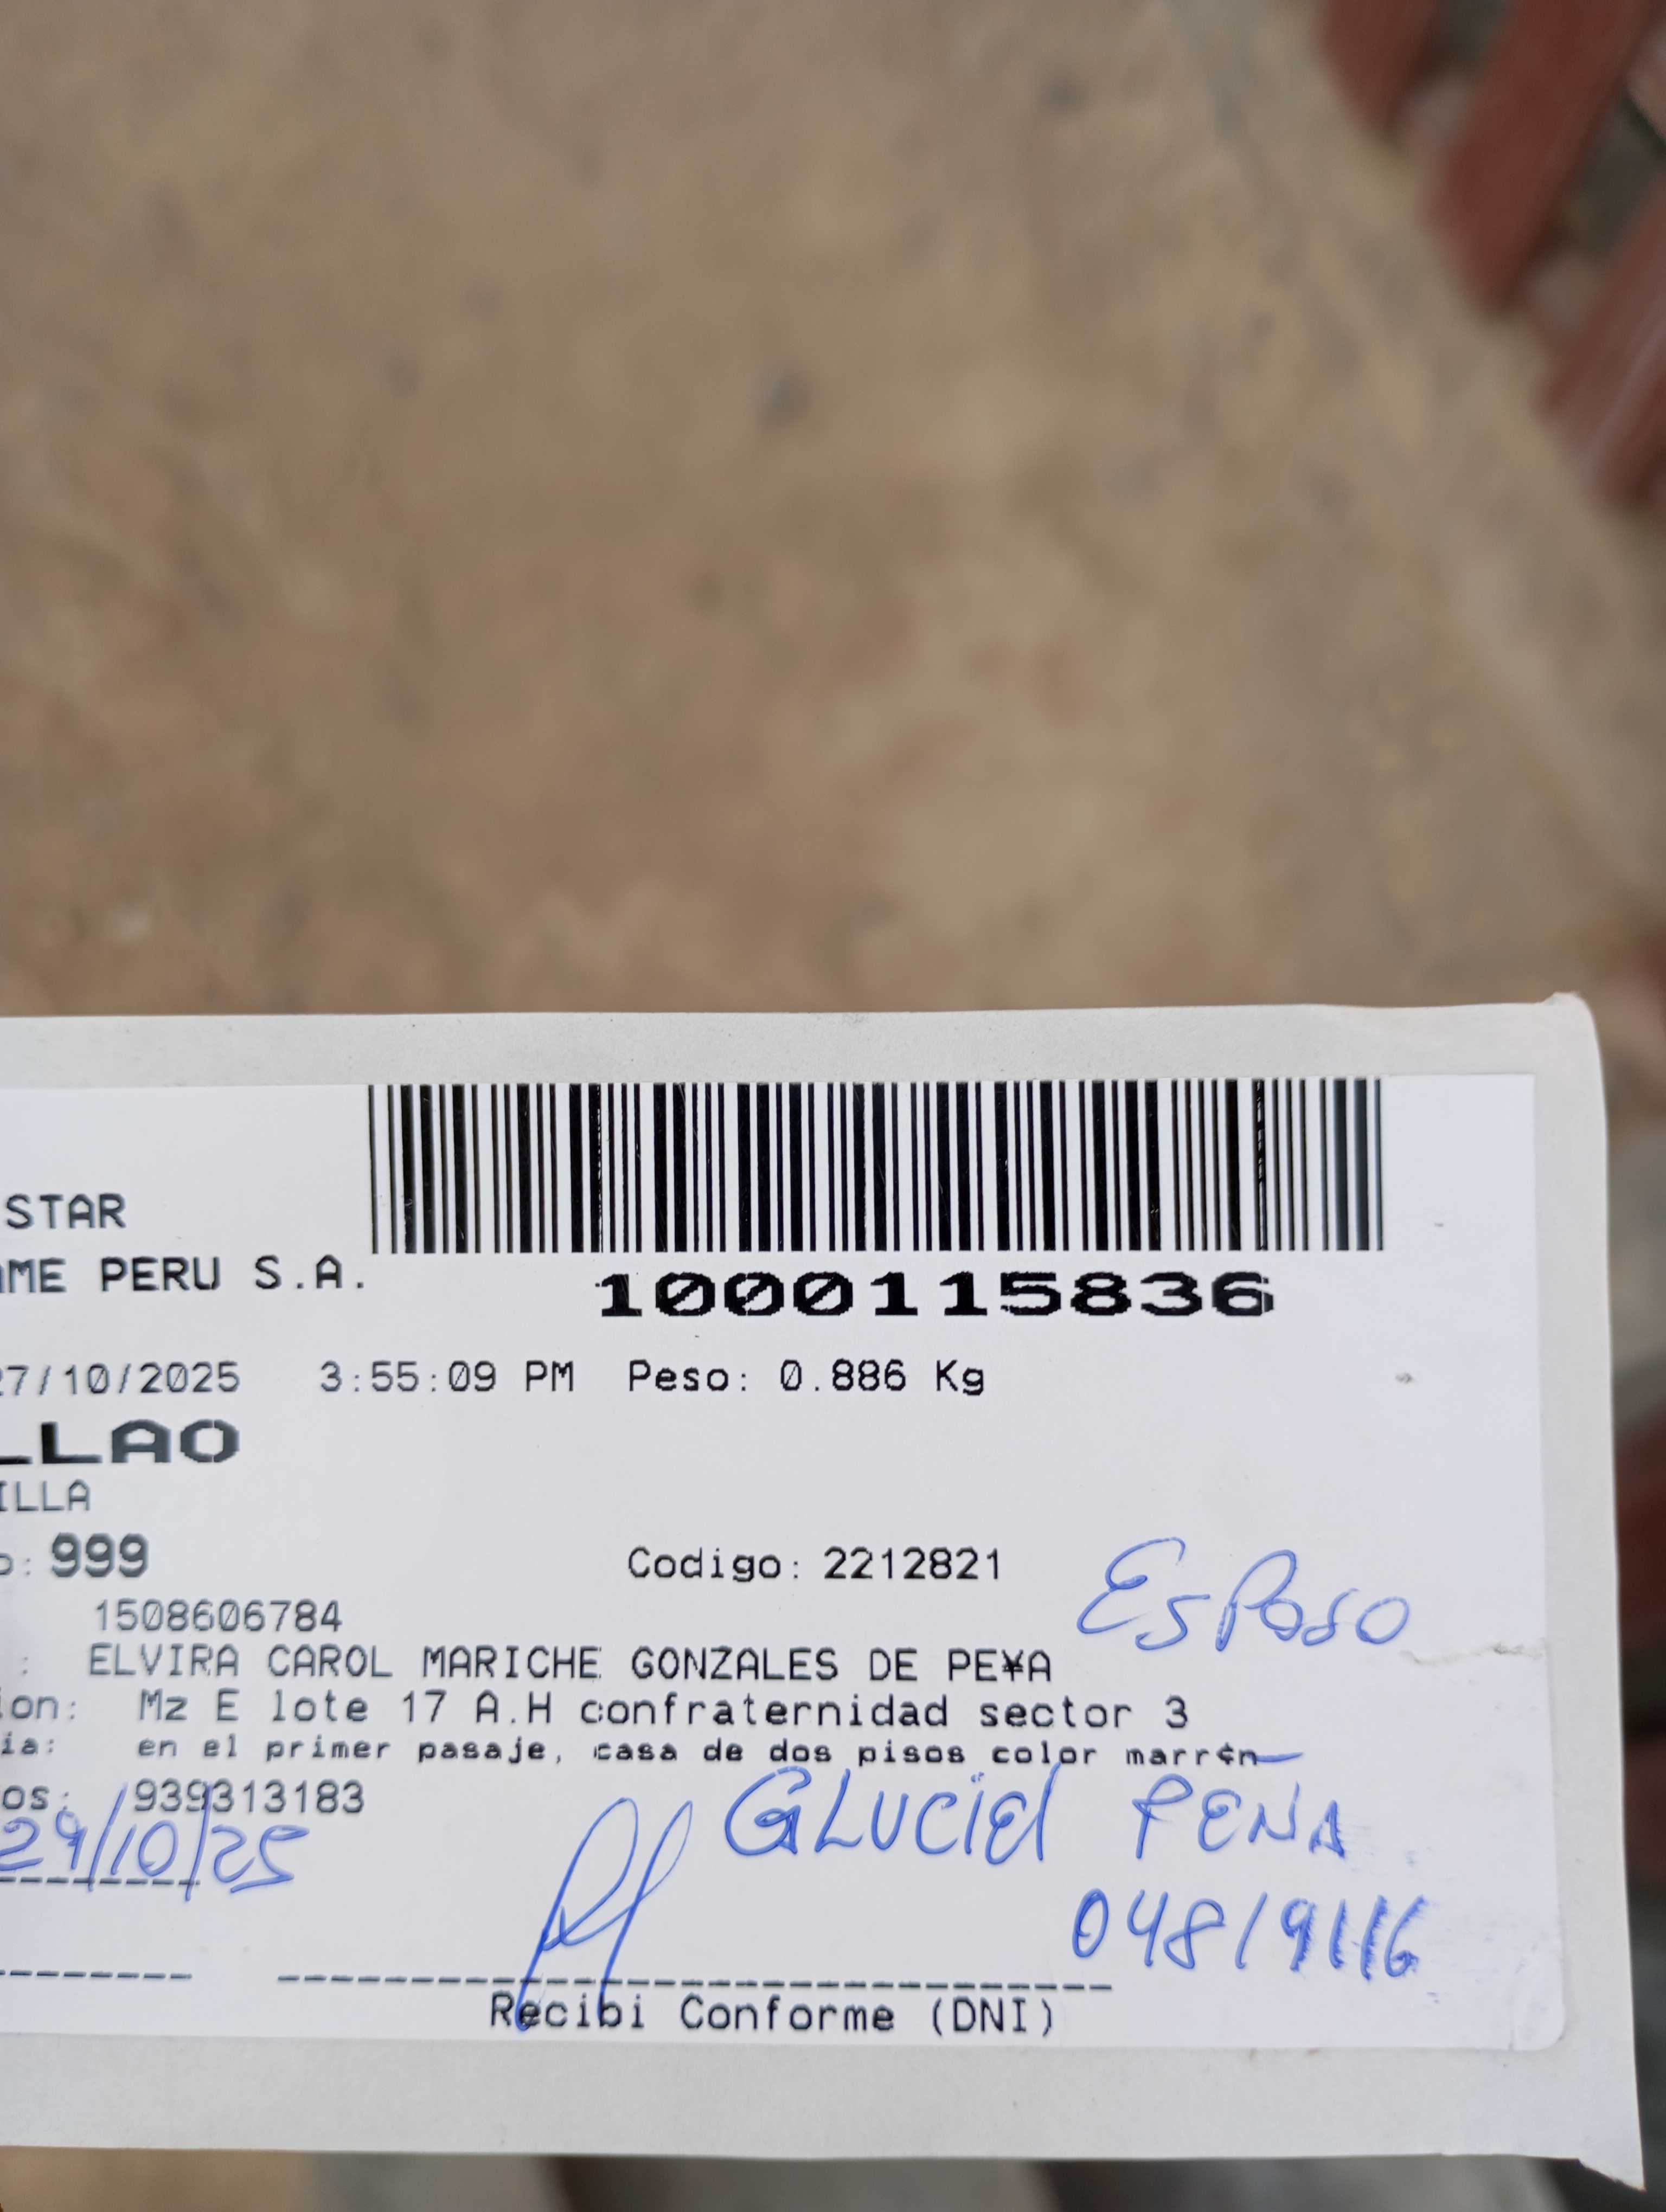 STAR
AME PERU S.A.
1000115836
27/10/2025 3:55:09 PM Peso: 0.886 Kg
LLAO
ILLA
o: 999 Codigo: 2212821
Esposo
1508606784
: ELVIRA CAROL MARICHE GONZALES DE PE¥A
ion: Mz E lote 17 A.H confraternidad sector 3
ia: en el primer pasaje, casa de dos pisos color marr¢n
os: 939313183
GLUCiel PEÑA
29/10/25
04819116
Recibi Conforme (DNI)